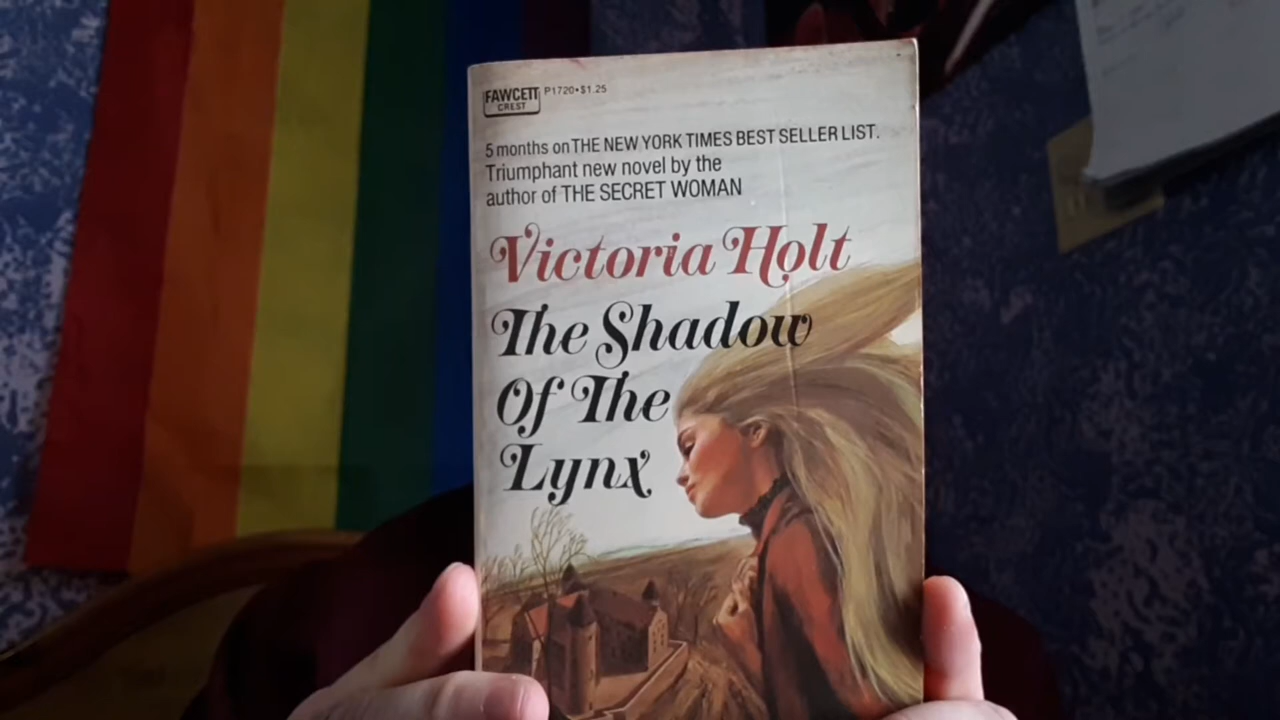 FAWCETT
CREST
P1720•$1.25
5 months on THE NEW YORK TIMES BEST SELLER LIST.
Triumphant new novel by the
author of THE SECRET WOMAN
Victoria Holt
The Shadow
Of The
Lynx